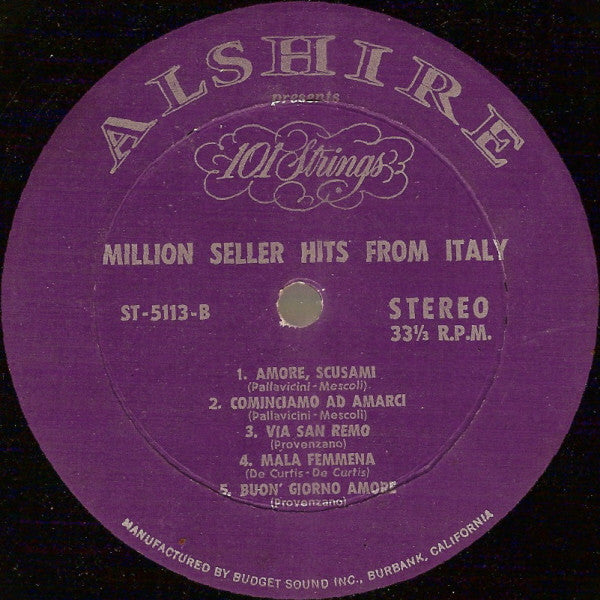 ALSHIRE
presents
101 Strings
MILLION SELLER HITS FROM ITALY
ST-5113-B
STEREO
33⅓ R.P.M.
1. AMORE, SCUSAMI
(Pallavicini-Mescoli)
2. COMINCIAMO AD AMARCI
(Pallavicini-Mescoli)
3. VIA SAN REMO
(Provenzano)
4. MALA FEMMENA
(De Curtis-De Curtis)
5. BUON' GIORNO AMORE
(Provenzano)
MANUFACTURED BY BUDGET SOUND INC., BURBANK, CALIFORNIA